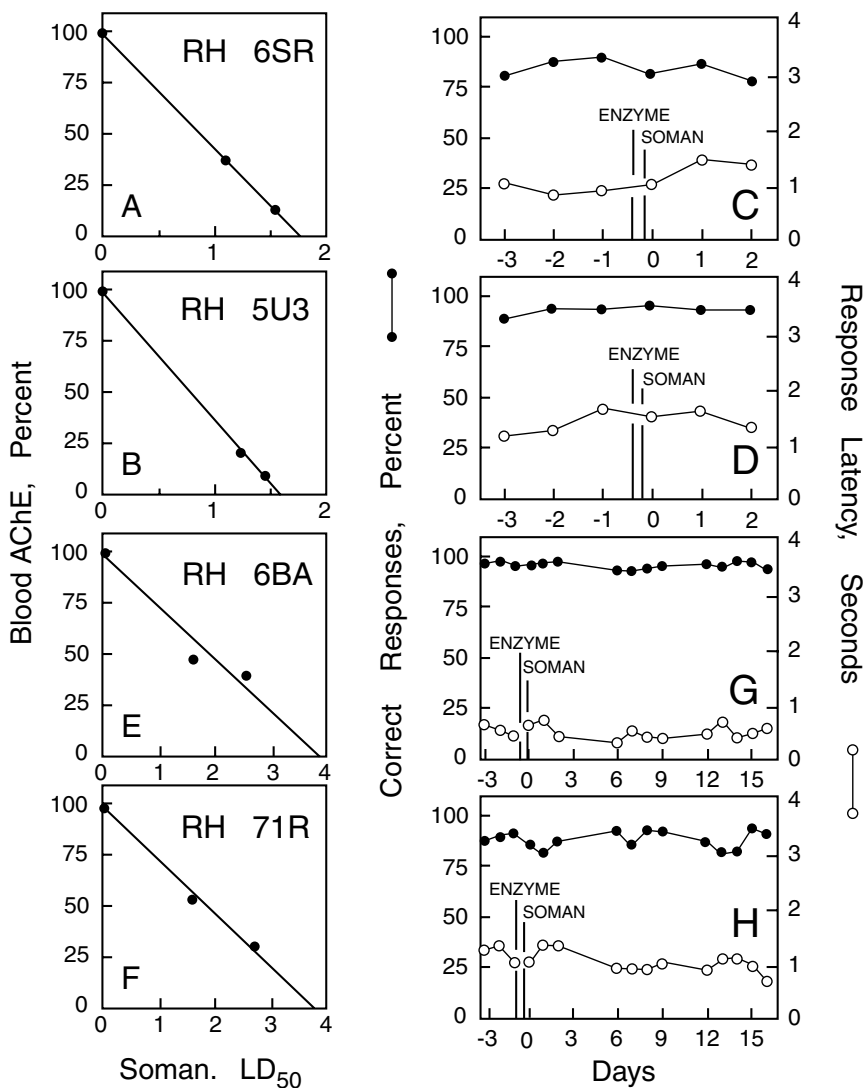 100
75
50
25
0
RH 6SR
A
0 1 2
100
75
50
25
0
RH 5U3
B
0 1 2
100
75
50
25
0
RH 6BA
E
0 1 2 3 4
100
75
50
25
0
RH 71R
F
0 1 2 3 4
Blood AChE, Percent
Soman. LD50
100
75
50
25
0
ENZYME
SOMAN
C
4
3
2
1
0
-3 -2 -1 0 1 2
100
75
50
25
0
ENZYME
SOMAN
D
4
3
2
1
0
-3 -2 -1 0 1 2
100
75
50
25
0
ENZYME
SOMAN
G
4
3
2
1
0
-3 0 3 6 9 12 15
100
75
50
25
0
ENZYME
SOMAN
H
4
3
2
1
0
-3 0 3 6 9 12 15
Correct Responses, Percent
Days
Response Latency, Seconds